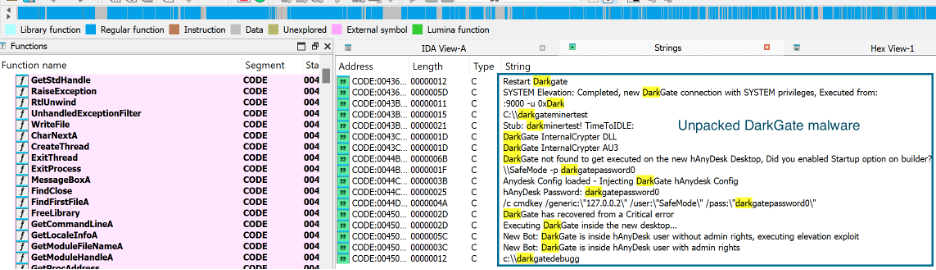 Library function Regular function Instruction Data Unexplored External symbol Lumina function
Functions
IDA View-A Strings Hex View-1
Function name Segment Sta
GetStdHandle CODE 004
RaiseException CODE 004
RtlUnwind CODE 004
UnhandledExceptionFilter CODE 004
WriteFile CODE 004
CharNextA CODE 004
CreateThread CODE 004
ExitThread CODE 004
ExitProcess CODE 004
MessageBoxA CODE 004
FindClose CODE 004
FindFirstFileA CODE 004
FreeLibrary CODE 004
GetCommandLineA CODE 004
GetLocaleInfoA CODE 004
GetModuleFileNameA CODE 004
GetModuleHandleA CODE 004
GetProcAddress CODE 004
Address Length Type String
CODE:00436... 00000012 C Restart Darkgate
CODE:00436... 0000005D C SYSTEM Elevation: Completed, new DarkGate connection with SYSTEM privileges, Executed from:
CODE:0043B... 00000011 C :9000 -u 0xDark
CODE:0043B... 00000015 C C:\\darkgateminertest
CODE:0043B... 00000021 C Stub: darkminertest! TimeToIDLE:
CODE:0043C... 0000001D C DarkGate InternalCrypter DLL
CODE:0043C... 0000001D C DarkGate InternalCrypter AU3
CODE:0044B... 0000006B C DarkGate not found to get executed on the new hAnyDesk Desktop, Did you enabled Startup option on builder?
CODE:0044B... 0000001F C \\SafeMode -p darkgatepassword0
CODE:0044C... 0000003B C Anydesk Config loaded - Injecting DarkGate hAnydesk Config
CODE:0044C... 00000025 C hAnyDesk Password: darkgatepassword0
CODE:0044D... 0000004A C /c cmdkey /generic:\"127.0.0.2\" /user:\"SafeMode\" /pass:\"darkgatepassword0\"
CODE:00450... 0000002D C DarkGate has recovered from a Critical error
CODE:00450... 0000002D C Executing DarkGate inside the new desktop...
CODE:00450... 0000005C C New Bot: DarkGate is inside hAnyDesk user without admin rights, executing elevation exploit
CODE:00450... 0000003C C New Bot: DarkGate is inside hAnyDesk user with admin rights
CODE:00450... 00000012 C c:\\darkgatedebugg
Unpacked DarkGate malware